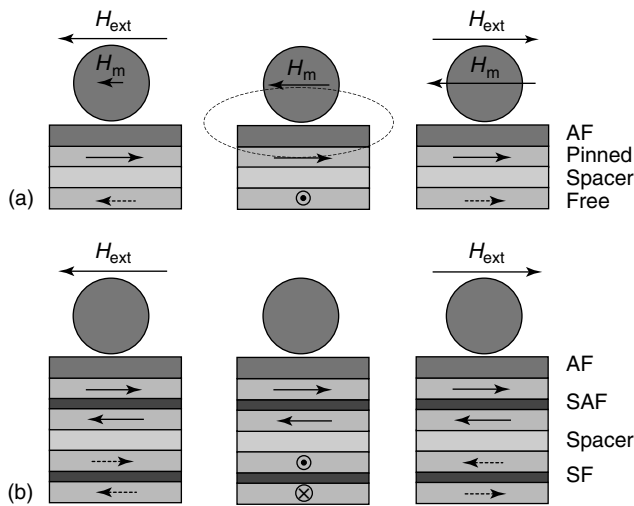 H_ext
H_ext
H_m
H_m
H_m
AF
Pinned
Spacer
(a)
Free
H_ext
H_ext
AF
SAF
Spacer
SF
(b)